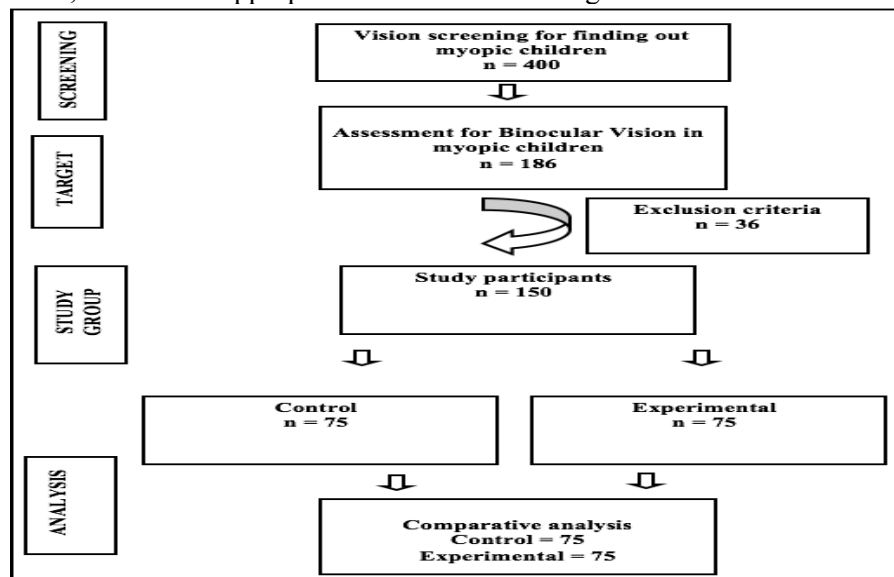 SCREENING
Vision screening for finding out
myopic children
n = 400
TARGET
Assessment for Binocular Vision in
myopic children
n = 186
Exclusion criteria
n = 36
STUDY
GROUP
Study participants
n = 150
Control
n = 75
Experimental
n = 75
ANALYSIS
Comparative analysis
Control = 75
Experimental = 75